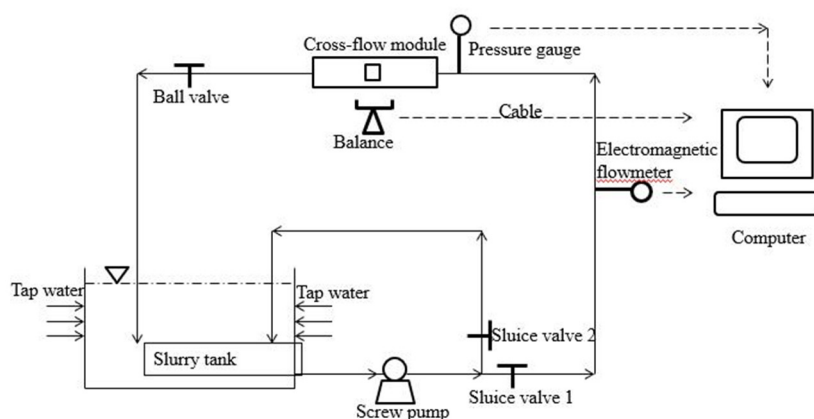 Cross-flow module
Pressure gauge
Ball valve
Cable
Balance
Electromagnetic
flowmeter
Computer
Tap water
Tap water
Slurry tank
Sluice valve 2
Sluice valve 1
Screw pump